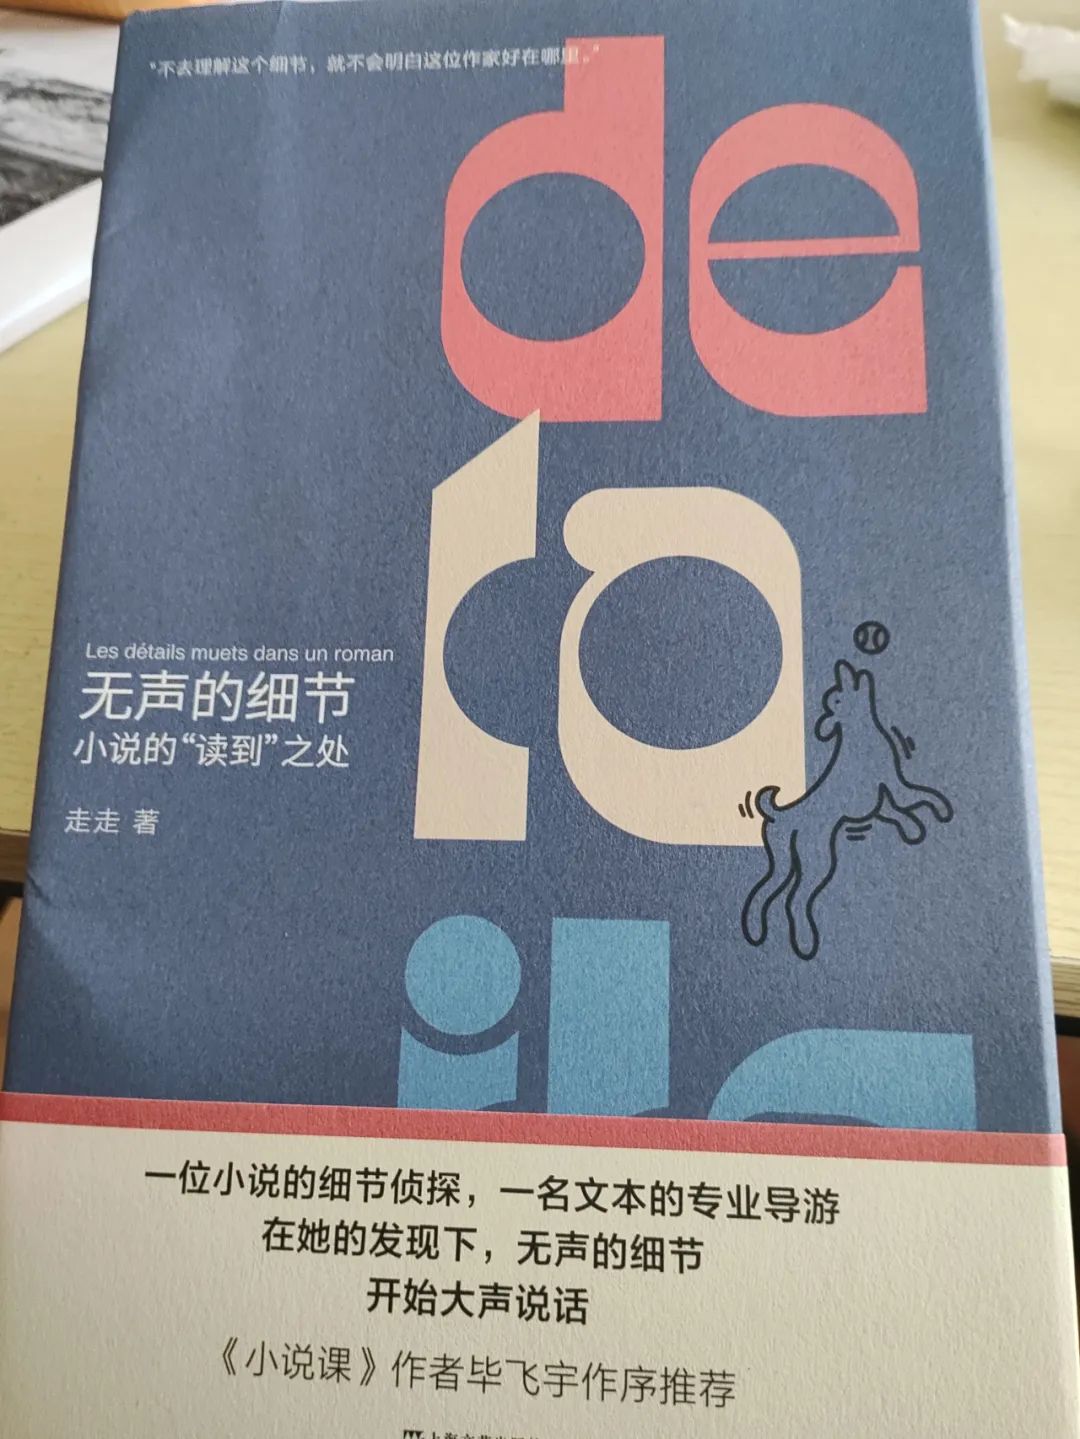 “不去理解这个细节，就不会明白这位作家好在哪里。”
de
ta
ils
Les détails muets dans un roman
无声的细节
小说的“读到”之处
走走 著
一位小说的细节侦探，一名文本的专业导游
在她的发现下，无声的细节
开始大声说话
《小说课》作者毕飞宇作序推荐